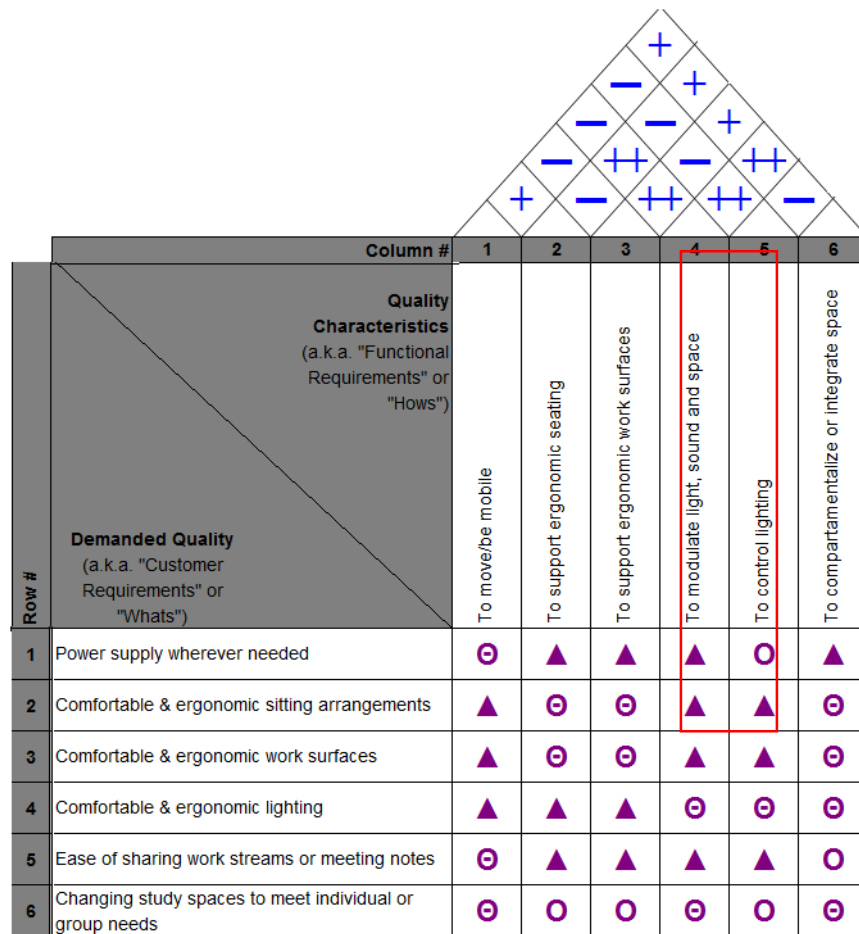 +
− +
− − +
− ++ − ++
+ − ++ ++ −
Column # 1 2 3 4 5 6
Quality
Characteristics
(a.k.a. "Functional
Requirements" or
"Hows")
Demanded Quality
(a.k.a. "Customer
Requirements" or
"Whats")
Row #
To move/be mobile
To support ergonomic seating
To support ergonomic work surfaces
To modulate light, sound and space
To control lighting
To compartamentalize or integrate space
1 Power supply wherever needed Θ ▲ ▲ ▲ Ο ▲
2 Comfortable & ergonomic sitting arrangements ▲ Θ Θ ▲ ▲ Θ
3 Comfortable & ergonomic work surfaces ▲ Θ Θ ▲ ▲ Θ
4 Comfortable & ergonomic lighting ▲ ▲ ▲ Θ Θ Θ
5 Ease of sharing work streams or meeting notes Θ ▲ ▲ ▲ ▲ Ο
6 Changing study spaces to meet individual or
group needs Θ Ο Ο Θ Ο Θ